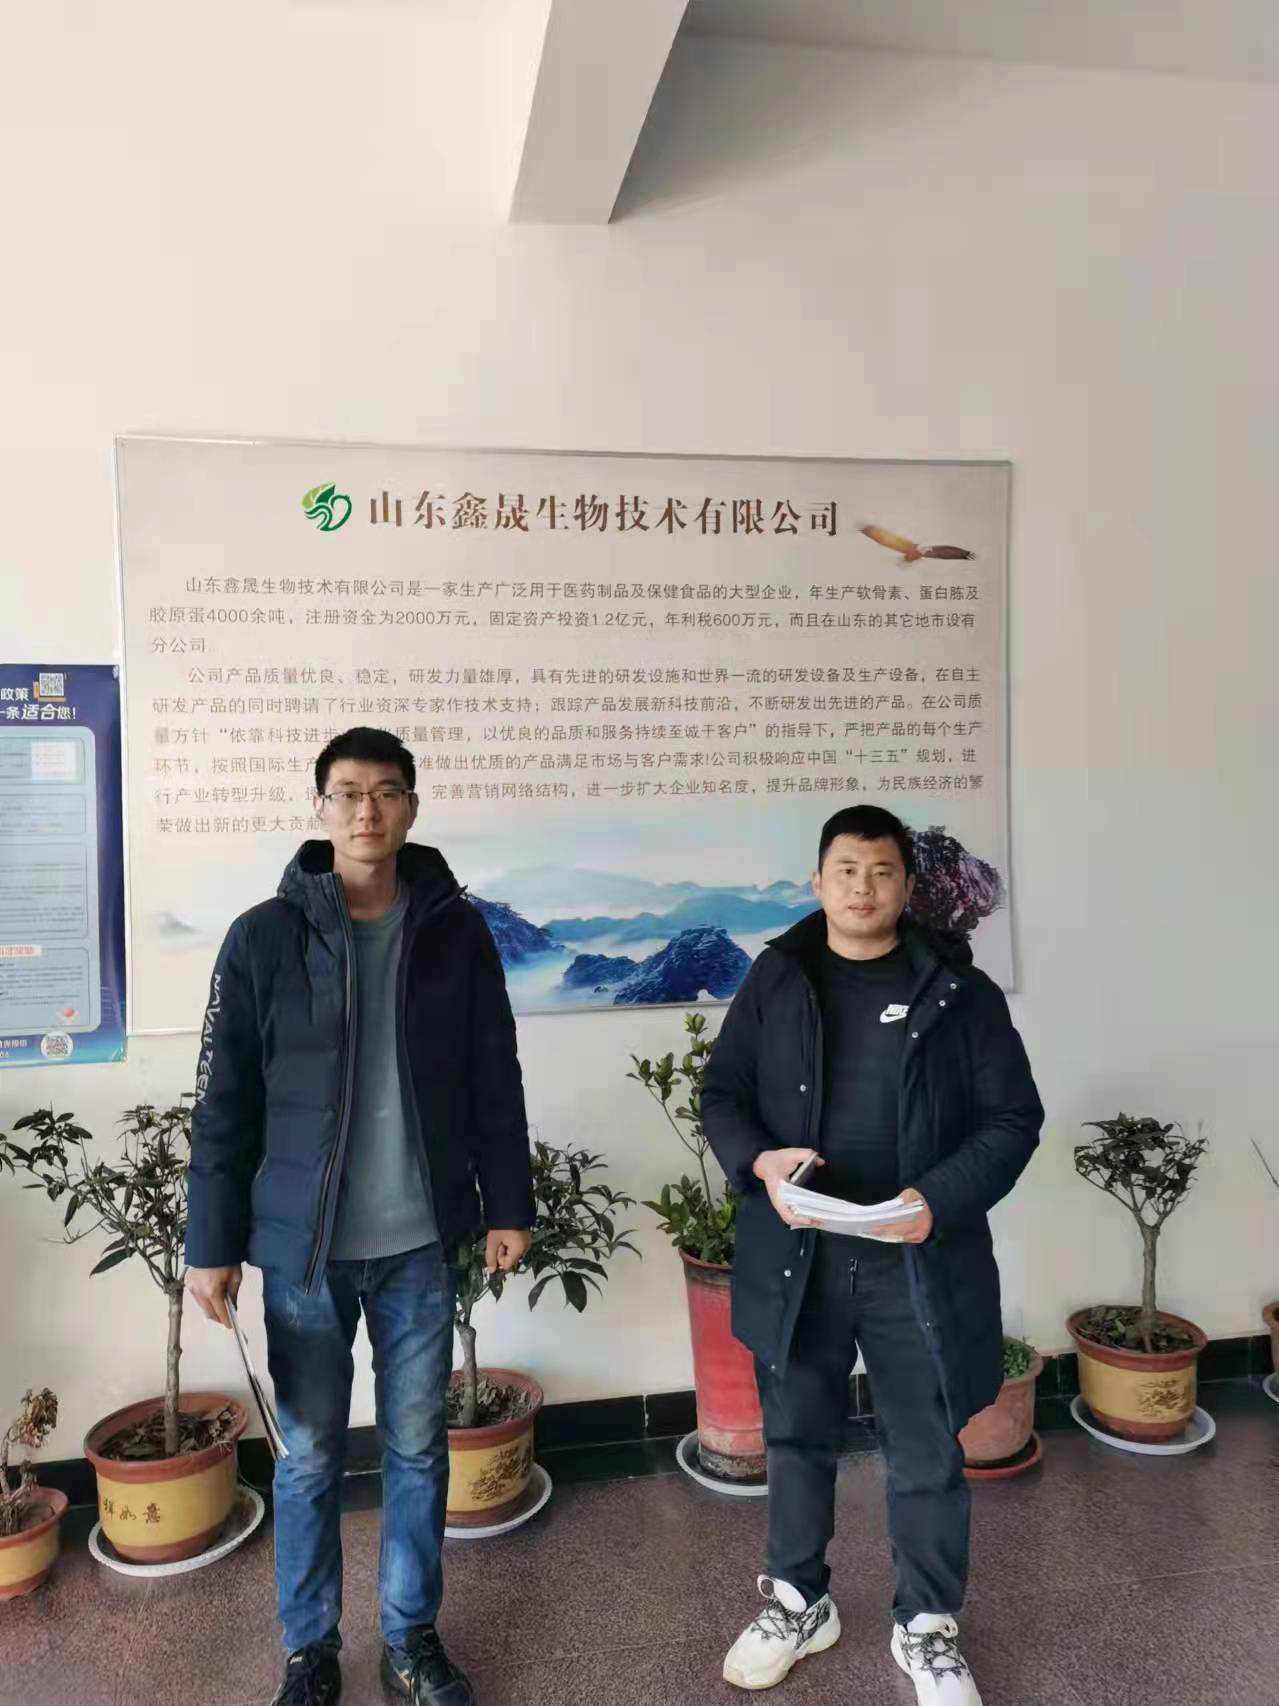 山东鑫晟生物技术有限公司
山东鑫晟生物技术有限公司是一家生产广泛用于医药制品及保健食品的大型企业，年生产软骨素、蛋白胨及
胶原蛋4000余吨，注册资金为2000万元，固定资产投资1.2亿元，年利税600万元，而且在山东的其它地市设有
分公司
公司产品质量优良、稳定，研发力量雄厚，具有先进的研发设施和世界一流的研发设备及生产设备，在自主
研发产品的同时聘请了行业资深专家作技术支持；跟踪产品发展新科技前沿，不断研发出先进的产品。在公司质
量方针“依靠科技进步 质量管理，以优良的品质和服务持续至诚于客户”的指导下，严把产品的每个生产
环节，按照国际生产 准做出优质的产品满足市场与客户需求!公司积极响应中国“十三五”规划，进
行产业转型升级， 完善营销网络结构，进一步扩大企业知名度，提升品牌形象，为民族经济的繁
荣做出新的更大贡献
政策
一条适合您!
NAVALTEEN
NIKE
祥如意